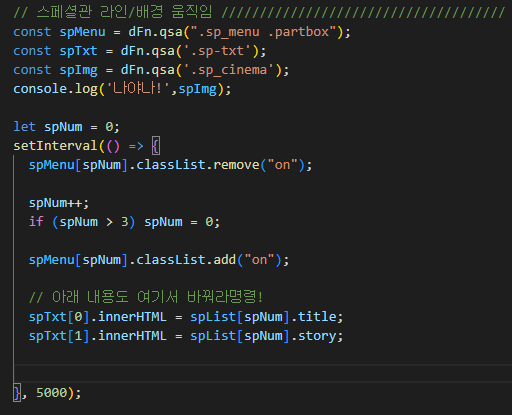 // 스페셜관 라인/배경 움직임 /////////////////////////////////////
const spMenu = dFn.qsa(".sp_menu .partbox");
const spTxt = dFn.qsa('.sp-txt');
const spImg = dFn.qsa('.sp_cinema');
console.log('나야나!',spImg);
let spNum = 0;
setInterval(() => {
spMenu[spNum].classList.remove("on");
spNum++;
if (spNum > 3) spNum = 0;
spMenu[spNum].classList.add("on");
// 아래 내용도 여기서 바꿔라명령!
spTxt[0].innerHTML = spList[spNum].title;
spTxt[1].innerHTML = spList[spNum].story;
}, 5000);